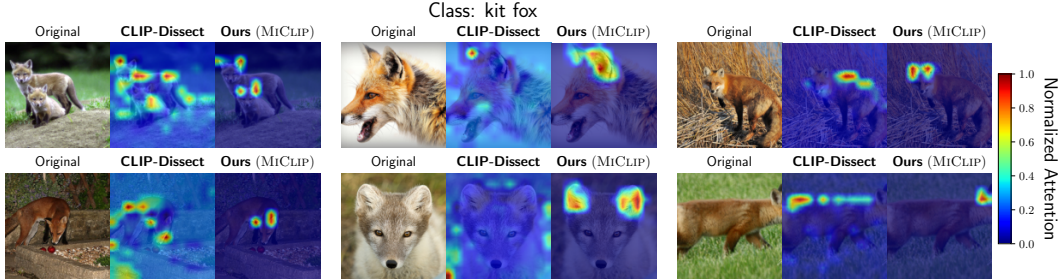 Class: kit fox
Original CLIP-Dissect Ours (MICLIP) Original CLIP-Dissect Ours (MICLIP) Original CLIP-Dissect Ours (MICLIP)
Original CLIP-Dissect Ours (MICLIP) Original CLIP-Dissect Ours (MICLIP) Original CLIP-Dissect Ours (MICLIP)
1.0
0.8
0.6
0.4
0.2
0.0
Normalized Attention